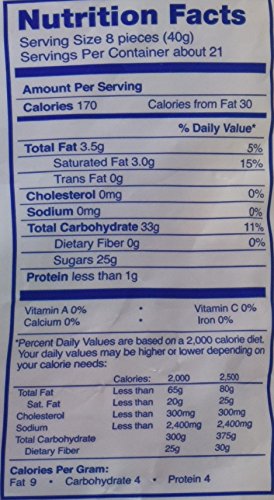 Nutrition Facts
Serving Size 8 pieces (40g)
Servings Per Container about 21
Amount Per Serving
Calories 170 Calories from Fat 30
% Daily Value*
Total Fat 3.5g 5%
Saturated Fat 3.0g 15%
Trans Fat 0g
Cholesterol 0mg 0%
Sodium 0mg 0%
Total Carbohydrate 33g 11%
Dietary Fiber 0g 0%
Sugars 25g
Protein less than 1g
Vitamin A 0% • Vitamin C 0%
Calcium 0% • Iron 0%
*Percent Daily Values are based on a 2,000 calorie diet.
Your daily values may be higher or lower depending on
your calorie needs:
Calories: 2,000 2,500
Total Fat Less than 65g 80g
Sat. Fat Less than 20g 25g
Cholesterol Less than 300mg 300mg
Sodium Less than 2,400mg 2,400mg
Total Carbohydrate 300g 375g
Dietary Fiber 25g 30g
Calories Per Gram:
Fat 9 • Carbohydrate 4 • Protein 4